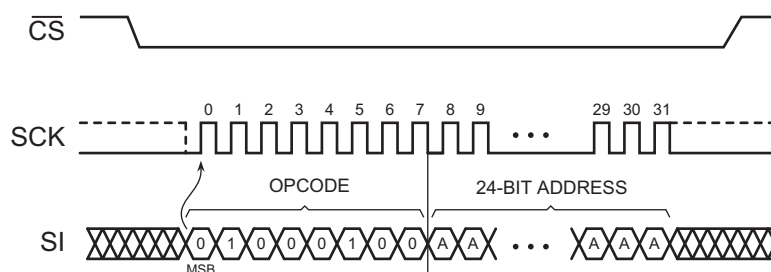 CS
0 1 2 3 4 5 6 7 8 9 29 30 31
SCK
OPCODE 24-BIT ADDRESS
SI 0 1 0 0 0 1 0 0 A A A A A
MSB